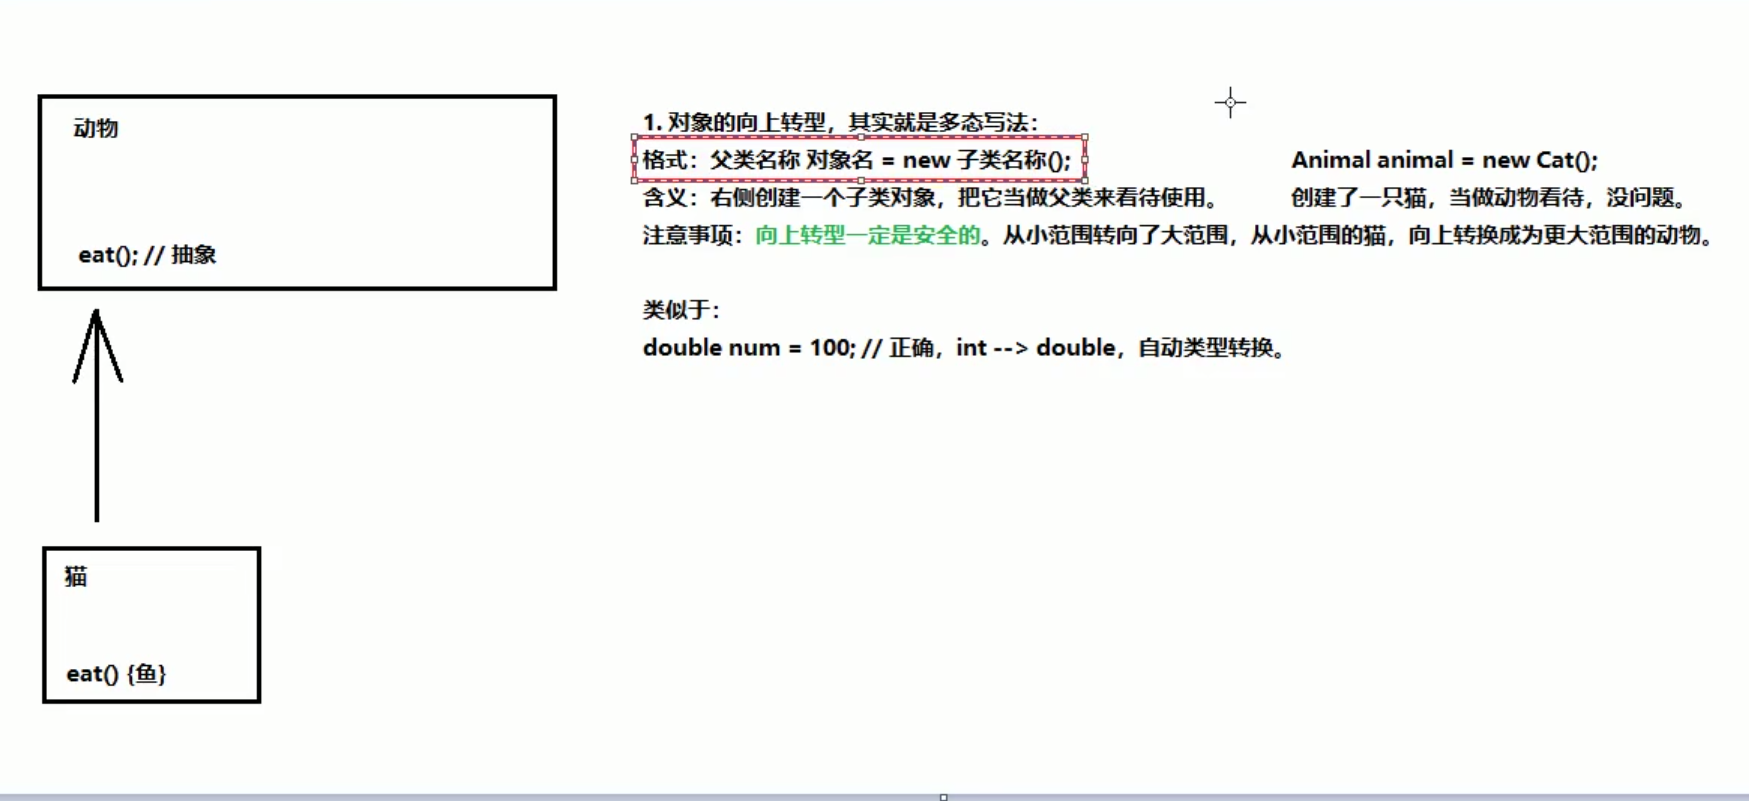 动物
eat(); // 抽象
猫
eat() {鱼}
1. 对象的向上转型，其实就是多态写法：
格式：父类名称 对象名 = new 子类名称();
Animal animal = new Cat();
含义：右侧创建一个子类对象，把它当做父类来看待使用。
创建了一只猫，当做动物看待，没问题。
注意事项：向上转型一定是安全的。从小范围转向了大范围，从小范围的猫，向上转换成为更大范围的动物。
类似于：
double num = 100; // 正确，int --> double，自动类型转换。